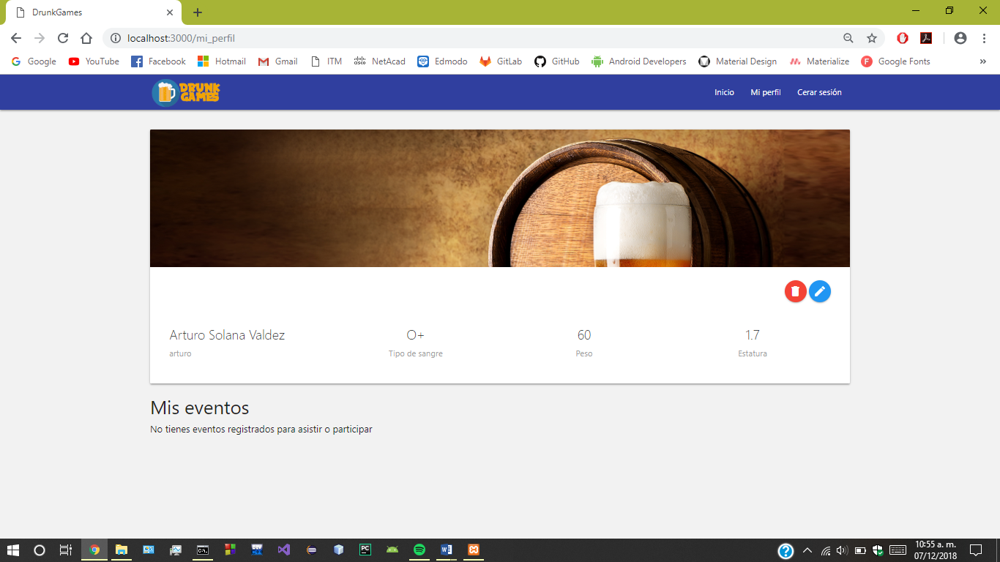 DrunkGames
localhost:3000/mi_perfil
Google YouTube Facebook Hotmail Gmail ITM NetAcad Edmodo GitLab GitHub Android Developers Material Design Materialize Google Fonts »
DRUNK GAMES
Inicio Mi perfil Cerar sesión
Arturo Solana Valdez O+ 60 1.7
arturo Tipo de sangre Peso Estatura
Mis eventos
No tienes eventos registrados para asistir o participar
10:55 a. m.
07/12/2018